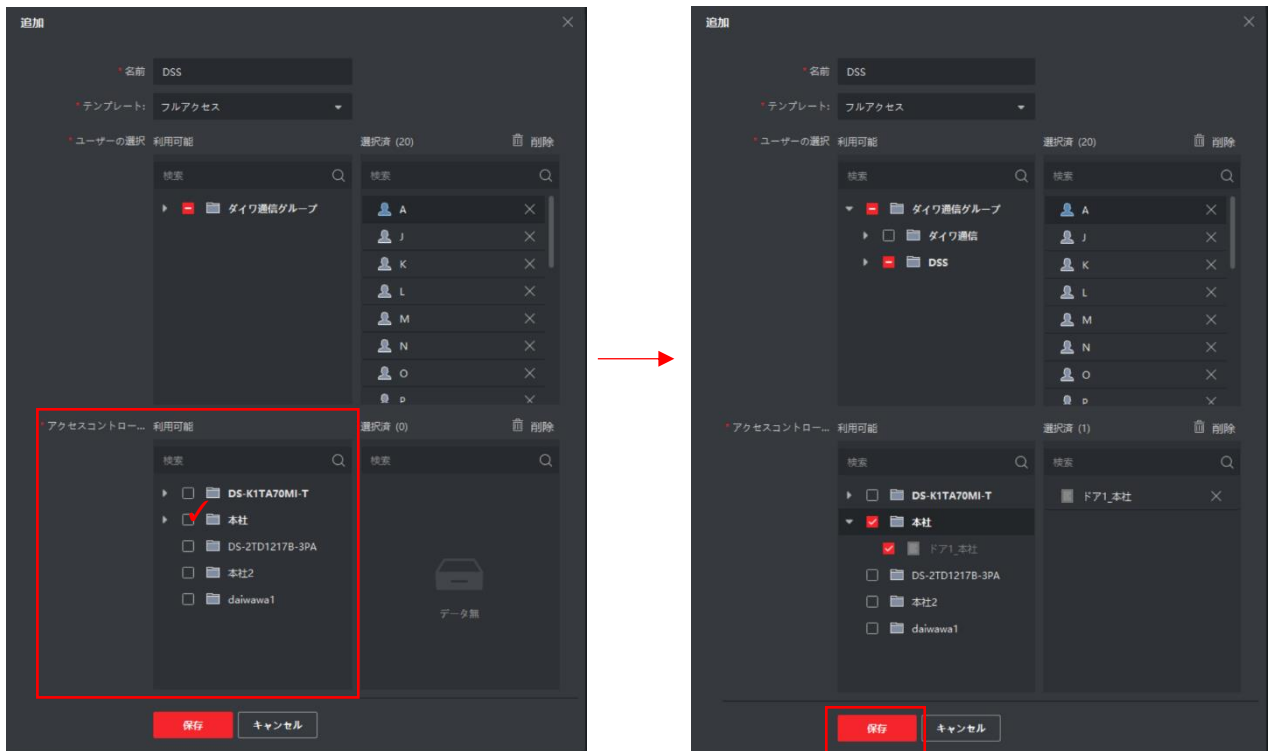 追加
*名前 DSS
*テンプレート: フルアクセス
*ユーザーの選択 利用可能 選択済 (20) 削除
検索 検索
ダイワ通信グループ A
J
K
L
M
N
O
P
*アクセスコントロー... 利用可能 選択済 (0) 削除
検索 検索
DS-K1TA70MI-T
本社
DS-2TD1217B-3PA
本社2
daiwawa1
データ無
保存 キャンセル
追加
*名前 DSS
*テンプレート: フルアクセス
*ユーザーの選択 利用可能 選択済 (20) 削除
検索 検索
ダイワ通信グループ A
ダイワ通信 J
DSS K
L
M
N
O
P
*アクセスコントロー... 利用可能 選択済 (1) 削除
検索 検索
DS-K1TA70MI-T ドア1_本社
本社
ドア1_本社
DS-2TD1217B-3PA
本社2
daiwawa1
保存 キャンセル